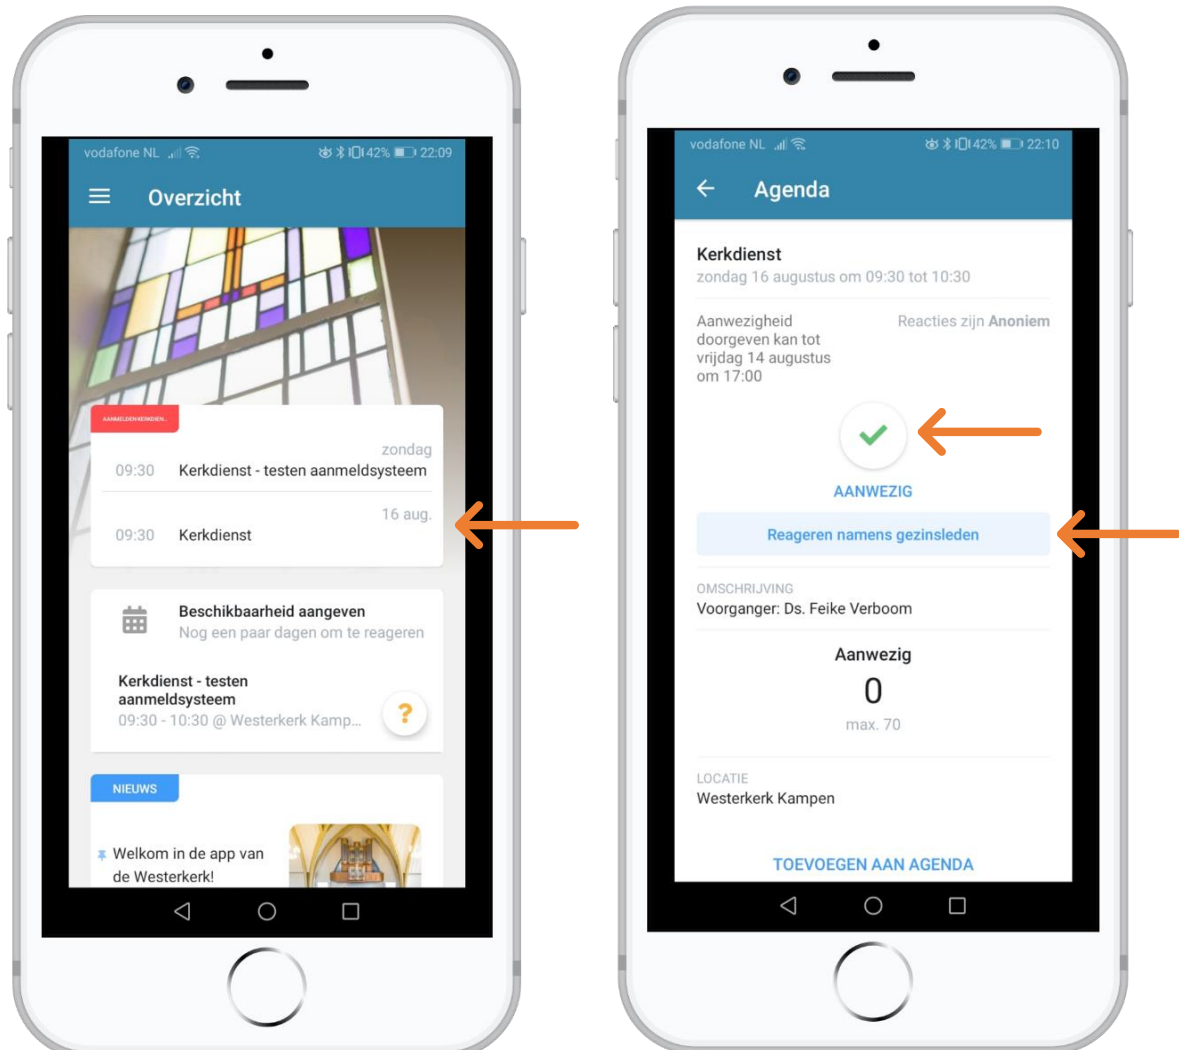 vodafone NL
42% 22:09
Overzicht
AANMELDEN KERKDIEN...
zondag
09:30 Kerkdienst - testen aanmeldsysteem
16 aug.
09:30 Kerkdienst
Beschikbaarheid aangeven
Nog een paar dagen om te reageren
Kerkdienst - testen
aanmeldsysteem
09:30 - 10:30 @ Westerkerk Kamp...
?
NIEUWS
Welkom in de app van
de Westerkerk!
vodafone NL
42% 22:10
Agenda
Kerkdienst
zondag 16 augustus om 09:30 tot 10:30
Aanwezigheid
doorgeven kan tot
vrijdag 14 augustus
om 17:00
Reacties zijn Anoniem
AANWEZIG
Reageren namens gezinsleden
OMSCHRIJVING
Voorganger: Ds. Feike Verboom
Aanwezig
0
max. 70
LOCATIE
Westerkerk Kampen
TOEVOEGEN AAN AGENDA